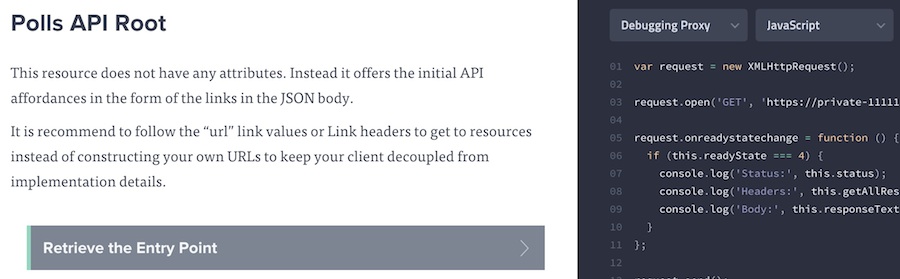 Polls API Root
This resource does not have any attributes. Instead it offers the initial API
affordances in the form of the links in the JSON body.
It is recommend to follow the “url” link values or Link headers to get to resources
instead of constructing your own URLs to keep your client decoupled from
implementation details.
Retrieve the Entry Point
Debugging Proxy JavaScript
01 var request = new XMLHttpRequest();
02
03 request.open('GET', 'https://private-11111
04
05 request.onreadystatechange = function () {
06 if (this.readyState === 4) {
07 console.log('Status:', this.status);
08 console.log('Headers:', this.getAllRes
09 console.log('Body:', this.responseText
10 }
11 };
12